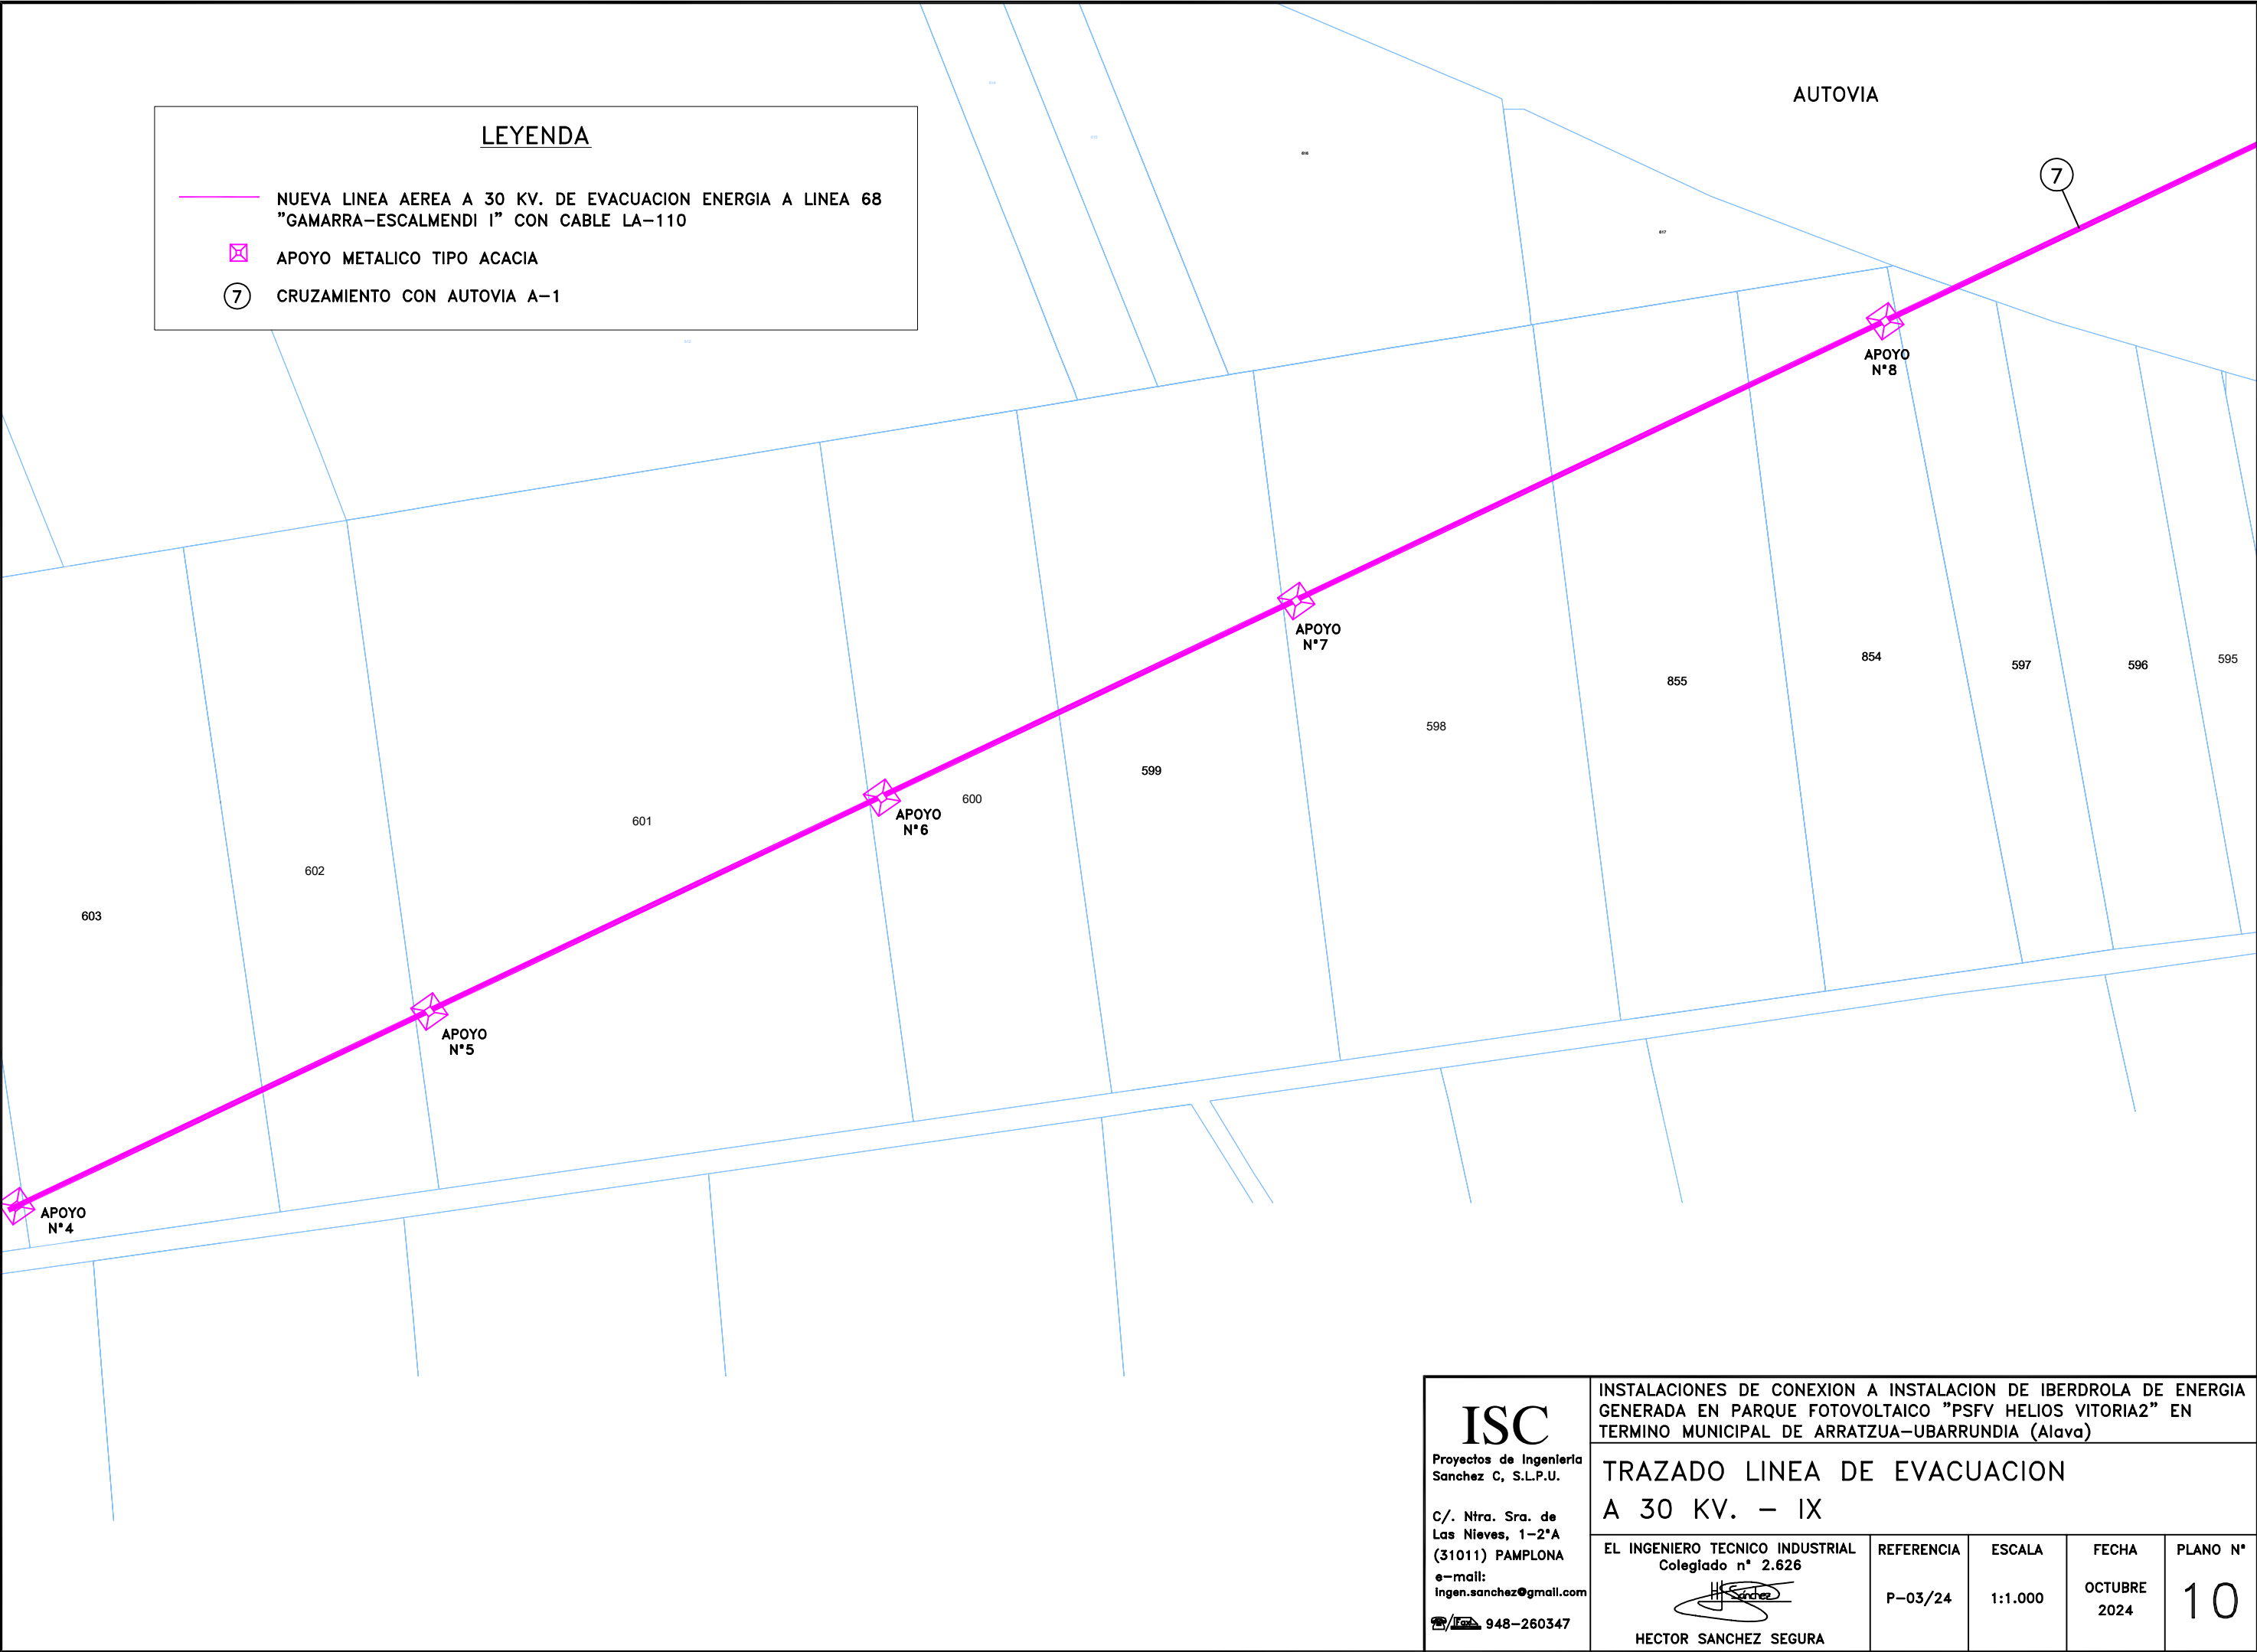 AUTOVIA
7
LEYENDA
NUEVA LINEA AEREA A 30 KV. DE EVACUACION ENERGIA A LINEA 68
"GAMARRA-ESCALMENDI I" CON CABLE LA-110
APOYO METALICO TIPO ACACIA
7 CRUZAMIENTO CON AUTOVIA A-1
APOYO
N°8
APOYO
N°7
APOYO
N°6
APOYO
N°5
APOYO
N°4
603
602
601
600
599
598
855
854
597
596
595
ISC
Proyectos de Ingenieria
Sanchez C, S.L.P.U.
C/. Ntra. Sra. de
Las Nieves, 1-2°A
(31011) PAMPLONA
e-mail:
ingen.sanchez@gmail.com
Fax 948-260347
INSTALACIONES DE CONEXION A INSTALACION DE IBERDROLA DE ENERGIA
GENERADA EN PARQUE FOTOVOLTAICO "PSFV HELIOS VITORIA2" EN
TERMINO MUNICIPAL DE ARRATZUA-UBARRUNDIA (Alava)
TRAZADO LINEA DE EVACUACION
A 30 KV. - IX
EL INGENIERO TECNICO INDUSTRIAL
Colegiado n° 2.626
HECTOR SANCHEZ SEGURA
REFERENCIA
P-03/24
ESCALA
1:1.000
FECHA
OCTUBRE
2024
PLANO N°
10